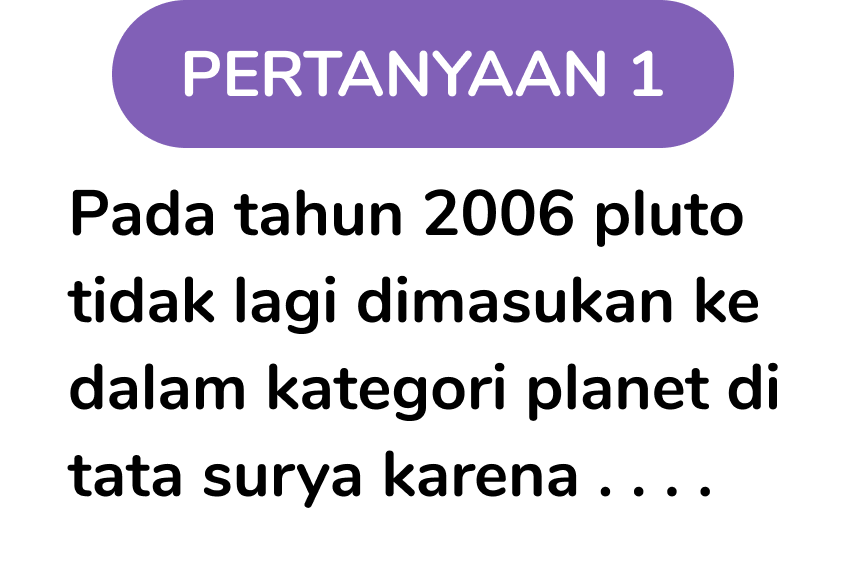 PERTANYAAN 1
Pada tahun 2006 pluto
tidak lagi dimasukan ke
dalam kategori planet di
tata surya karena . . . .